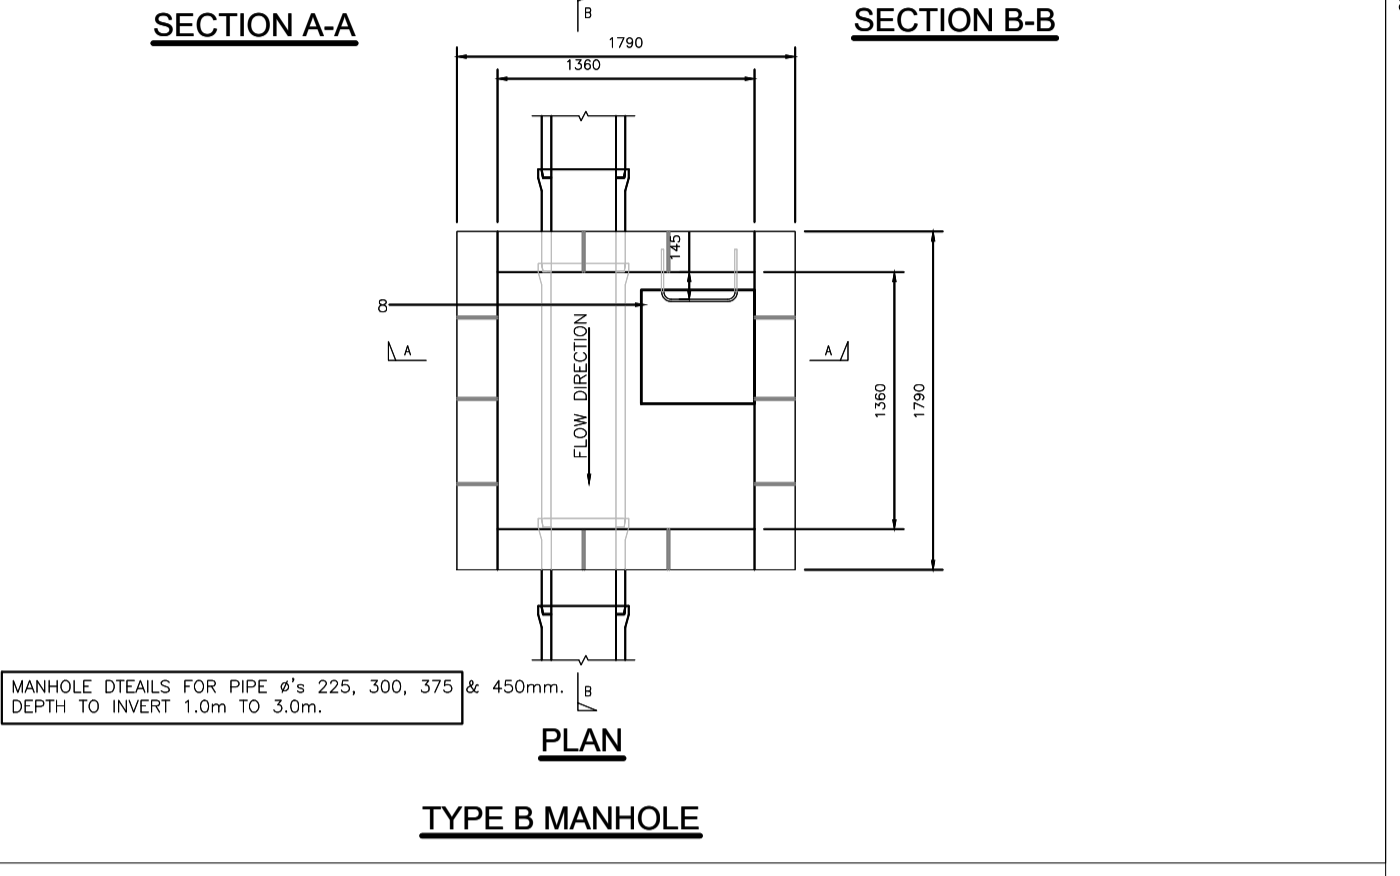 SECTION A-A
B
SECTION B-B
1790
1360
145
8
FLOW DIRECTION
A
A
1360
1790
MANHOLE DTEAILS FOR PIPE ø's 225, 300, 375 & 450mm.
DEPTH TO INVERT 1.0m TO 3.0m.
B
PLAN
TYPE B MANHOLE